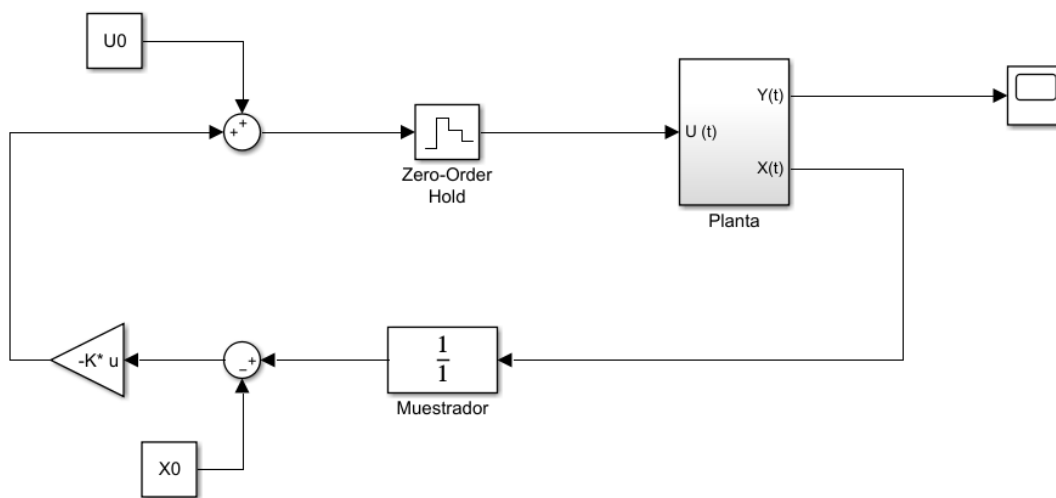 U0
+
+
Zero-Order
Hold
U (t)
Y(t)
X(t)
Planta
-K* u
+
−
1
1
Muestrador
X0